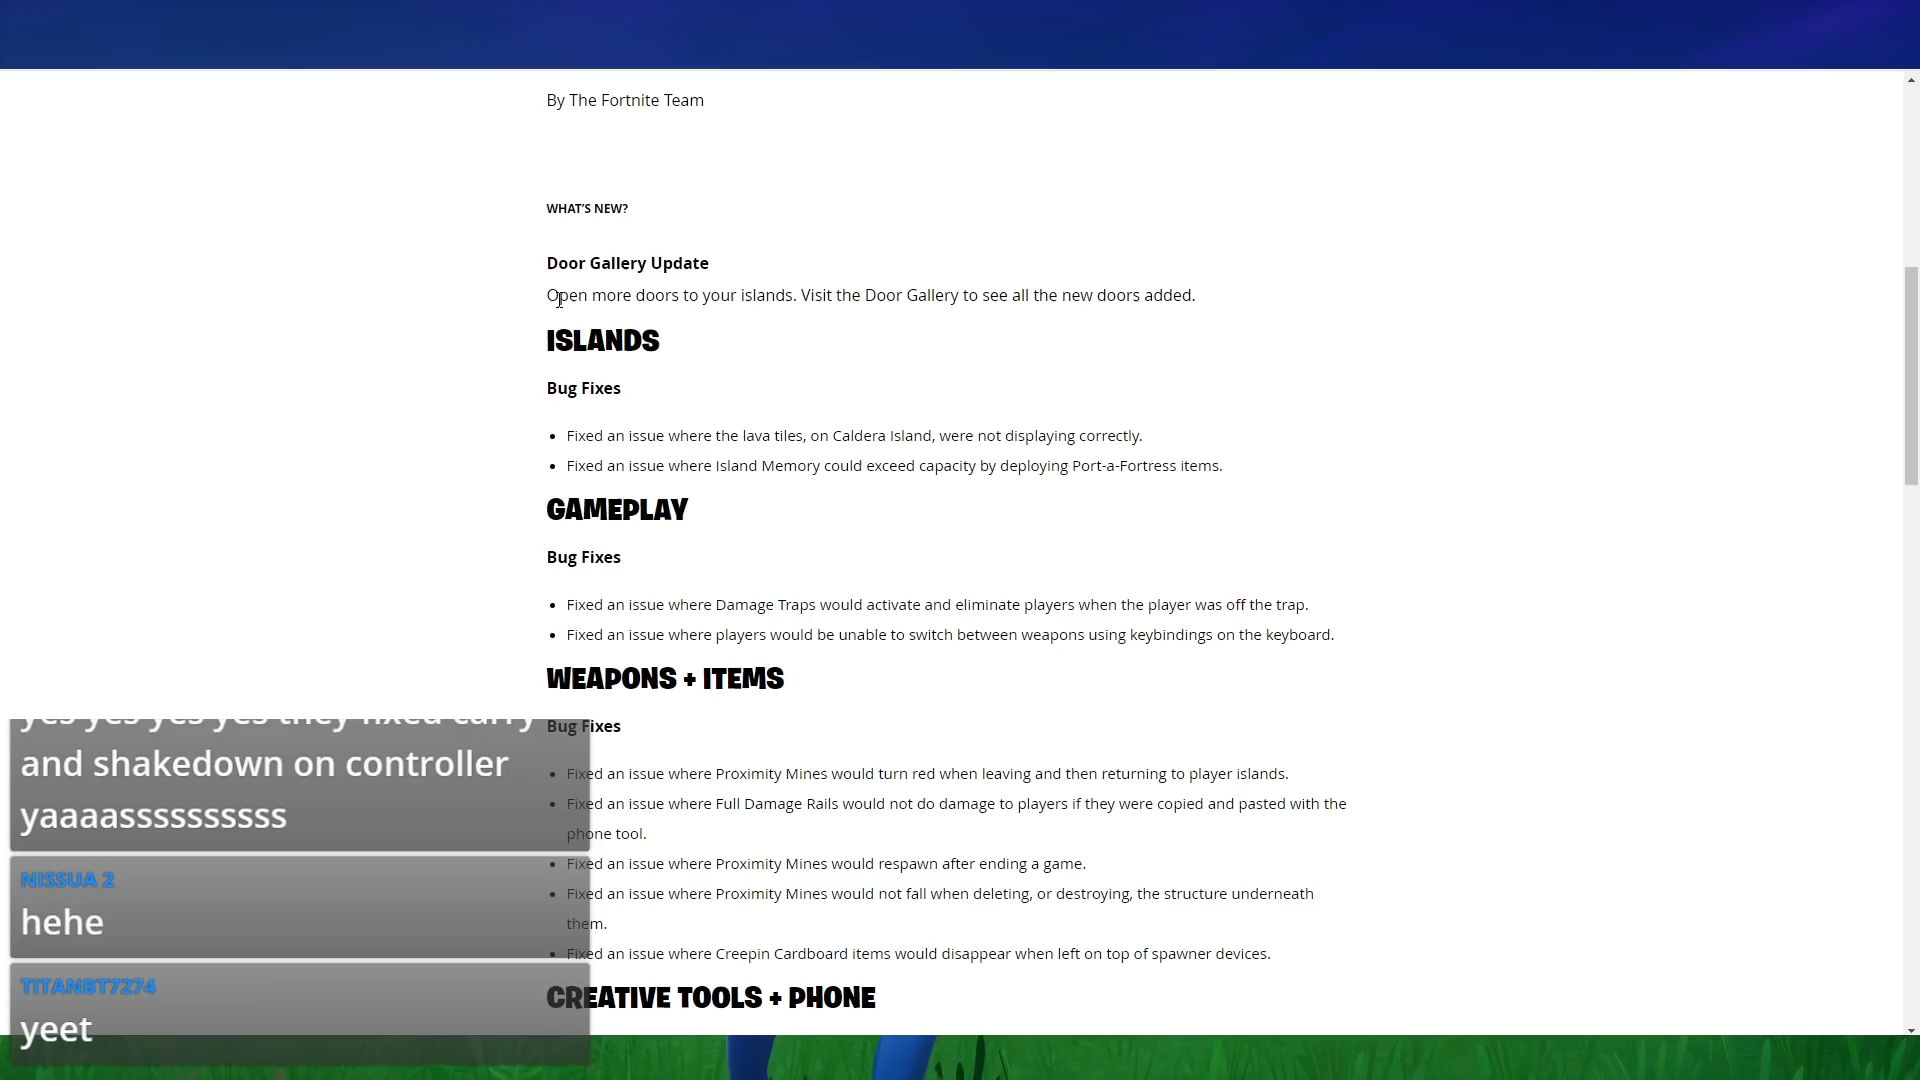 By The Fortnite Team
WHAT'S NEW?
Door Gallery Update
Open more doors to your islands. Visit the Door Gallery to see all the new doors added.
ISLANDS
Bug Fixes
• Fixed an issue where the lava tiles, on Caldera Island, were not displaying correctly.
• Fixed an issue where Island Memory could exceed capacity by deploying Port-a-Fortress items.
GAMEPLAY
Bug Fixes
• Fixed an issue where Damage Traps would activate and eliminate players when the player was off the trap.
• Fixed an issue where players would be unable to switch between weapons using keybindings on the keyboard.
WEAPONS + ITEMS
Bug Fixes
• Fixed an issue where Proximity Mines would turn red when leaving and then returning to player islands.
• Fixed an issue where Full Damage Rails would not do damage to players if they were copied and pasted with the
phone tool.
• Fixed an issue where Proximity Mines would respawn after ending a game.
• Fixed an issue where Proximity Mines would not fall when deleting, or destroying, the structure underneath
them.
• Fixed an issue where Creepin Cardboard items would disappear when left on top of spawner devices.
CREATIVE TOOLS + PHONE
yes yes yes yes they fixed carry
and shakedown on controller
yaaaassssssssss
NISSUA 2
hehe
TITANBT7274
yeet